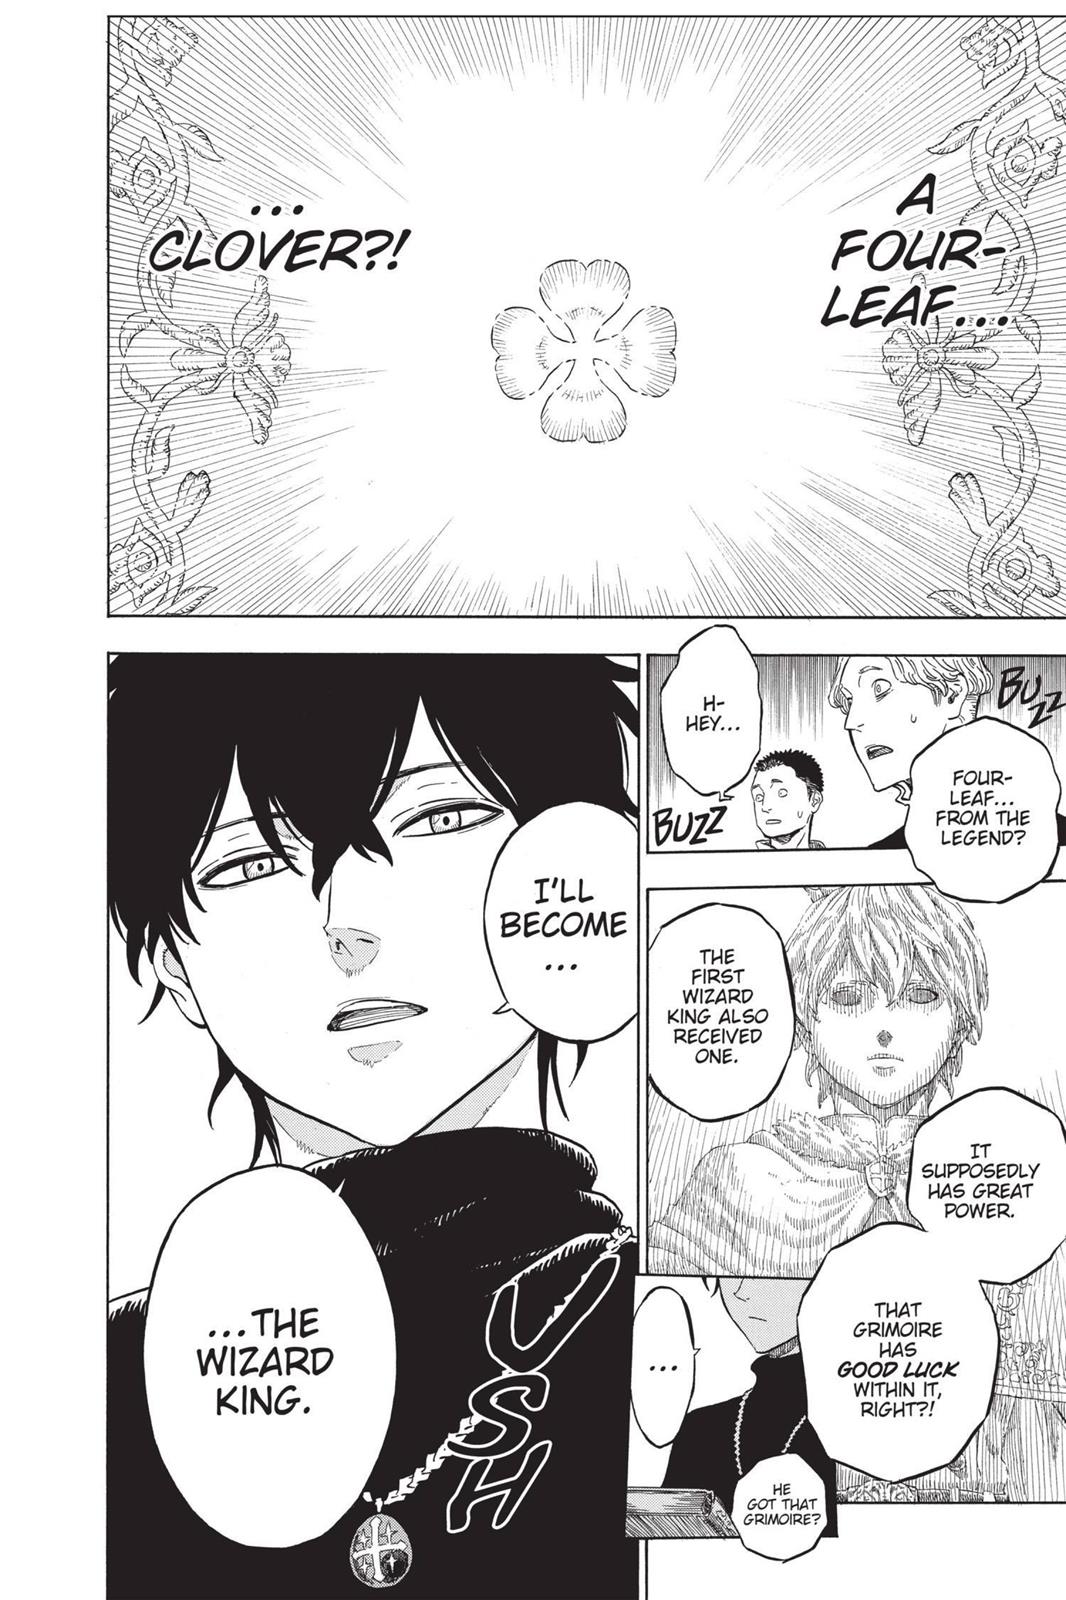 A
FOUR-
LEAF...
...
CLOVER?!
H-
HEY...
BUZZ
BUZZ
FOUR-
LEAF...
FROM THE
LEGEND?
THE
FIRST
WIZARD
KING ALSO
RECEIVED
ONE.
IT
SUPPOSEDLY
HAS GREAT
POWER.
THAT
GRIMOIRE
HAS
GOOD LUCK
WITHIN IT,
RIGHT?!
...
HE
GOT THAT
GRIMOIRE?
I'LL
BECOME
...
...THE
WIZARD
KING.
VSH